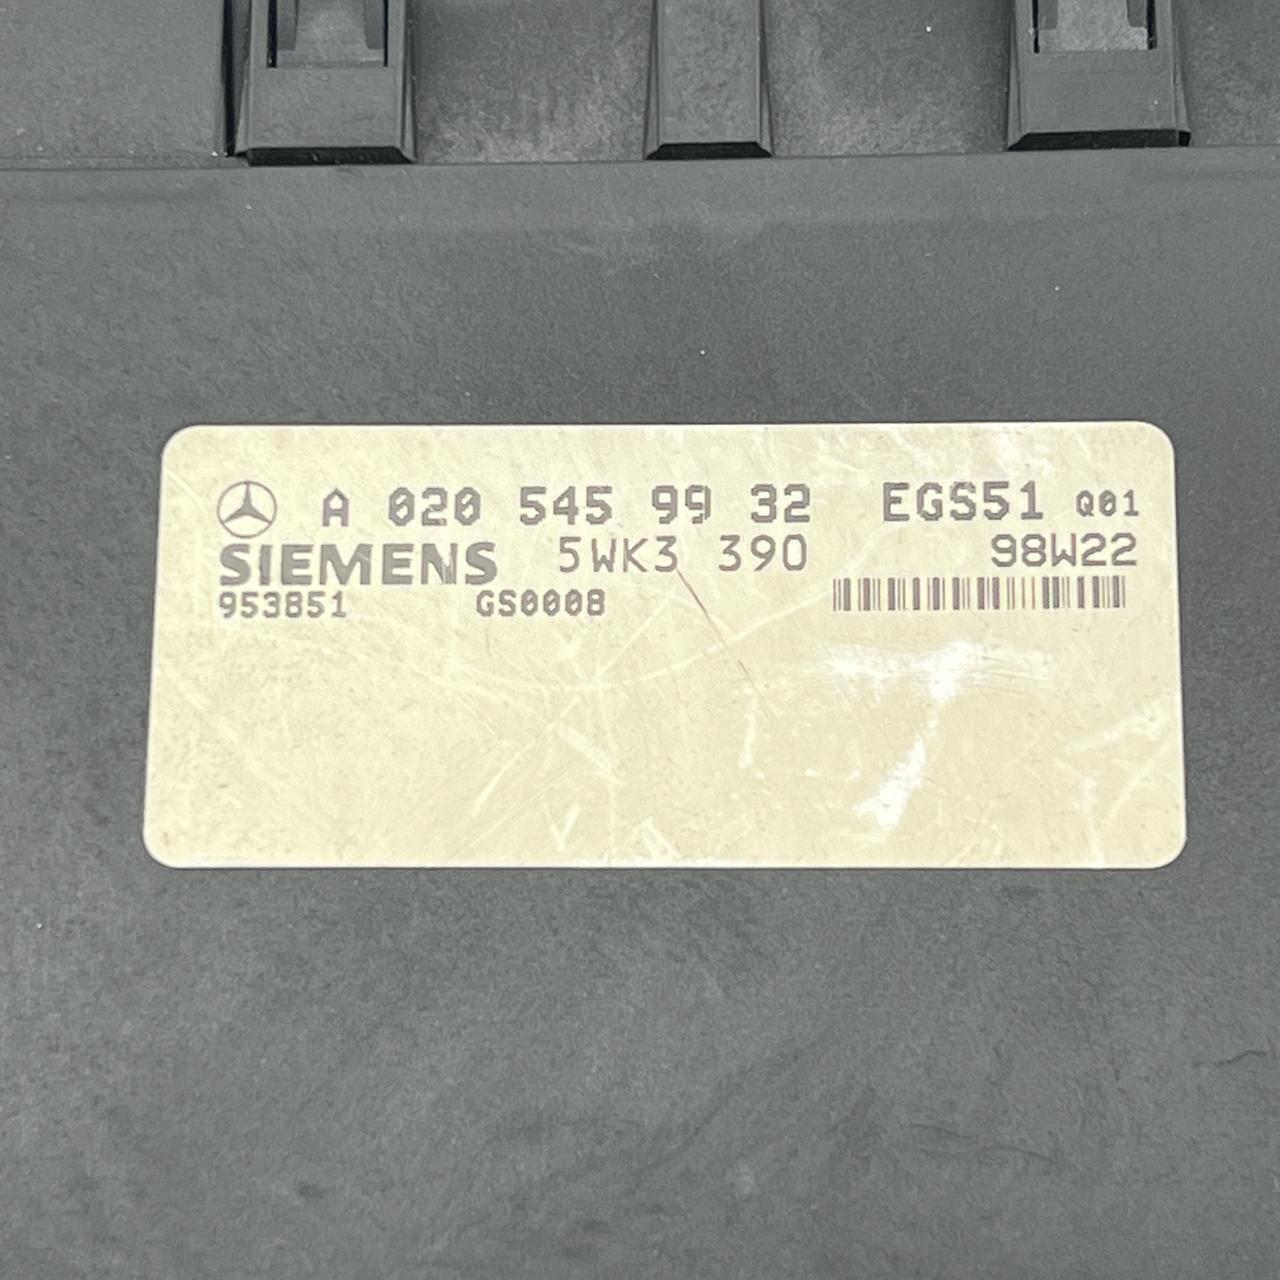 A 020 545 99 32 EGS51 Q01
SIEMENS 5WK3 390 98W22
953851 GS0008